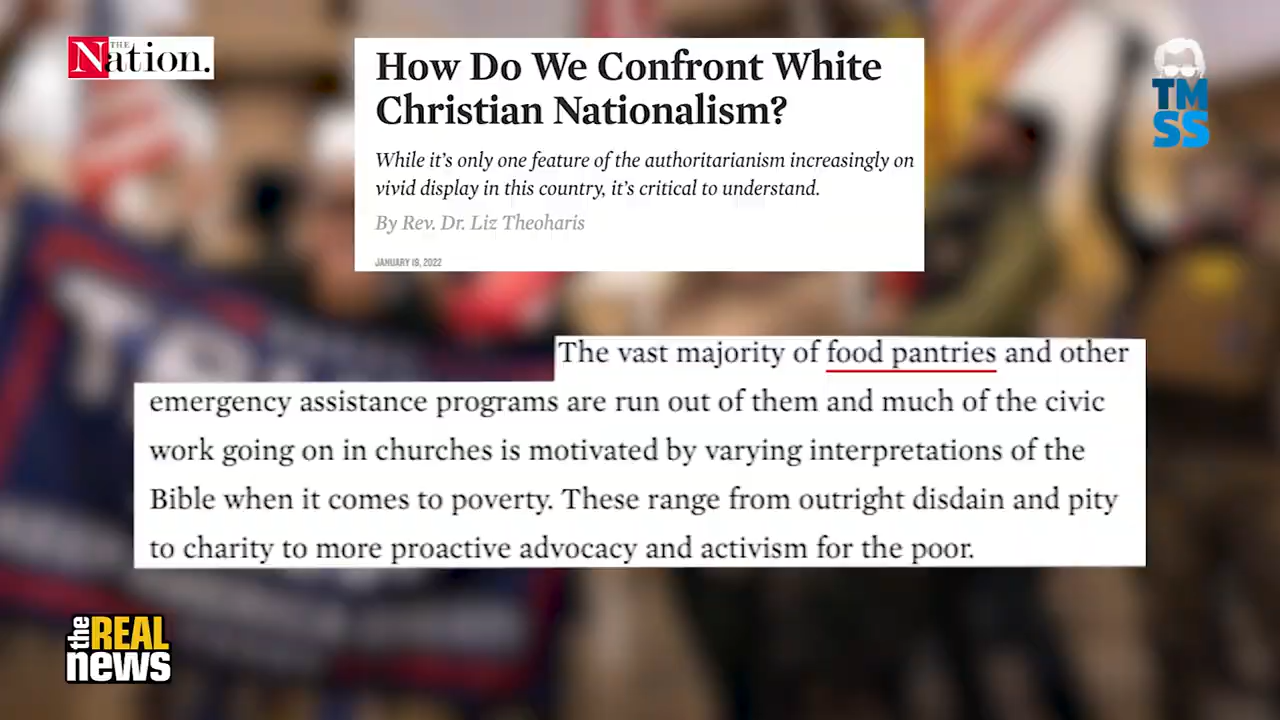 THE
Nation.
How Do We Confront White
Christian Nationalism?
While it's only one feature of the authoritarianism increasingly on
vivid display in this country, it's critical to understand.
By Rev. Dr. Liz Theoharis
JANUARY 19, 2022
TM
SS
The vast majority of food pantries and other
emergency assistance programs are run out of them and much of the civic
work going on in churches is motivated by varying interpretations of the
Bible when it comes to poverty. These range from outright disdain and pity
to charity to more proactive advocacy and activism for the poor.
the REAL
news